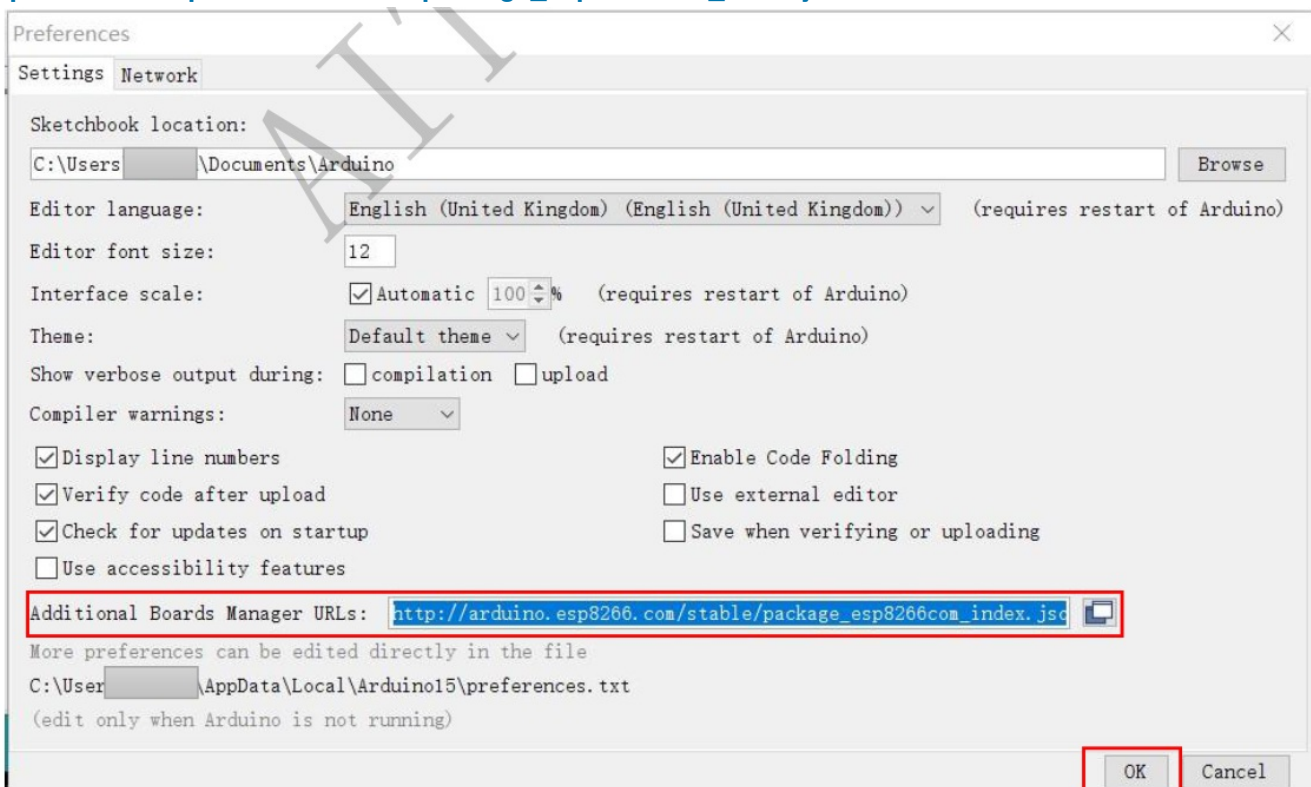 Preferences
Settings Network
Sketchbook location:
C:\Users \Documents\Arduino Browse
Editor language: English (United Kingdom) (English (United Kingdom)) (requires restart of Arduino)
Editor font size: 12
Interface scale: Automatic 100 % (requires restart of Arduino)
Theme: Default theme (requires restart of Arduino)
Show verbose output during: compilation upload
Compiler warnings: None
Display line numbers Enable Code Folding
Verify code after upload Use external editor
Check for updates on startup Save when verifying or uploading
Use accessibility features
Additional Boards Manager URLs: http://arduino.esp8266.com/stable/package_esp8266com_index.jso
More preferences can be edited directly in the file
C:\User \AppData\Local\Arduino15\preferences.txt
(edit only when Arduino is not running)
OK Cancel